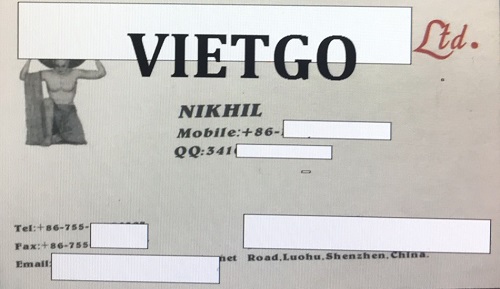 VIETGO
Ltd.
NIKHIL
Mobile:+86-
QQ:341
Tel:+86-755-
Fax:+86-755
Email: net Road,Luohu,Shenzhen,China.